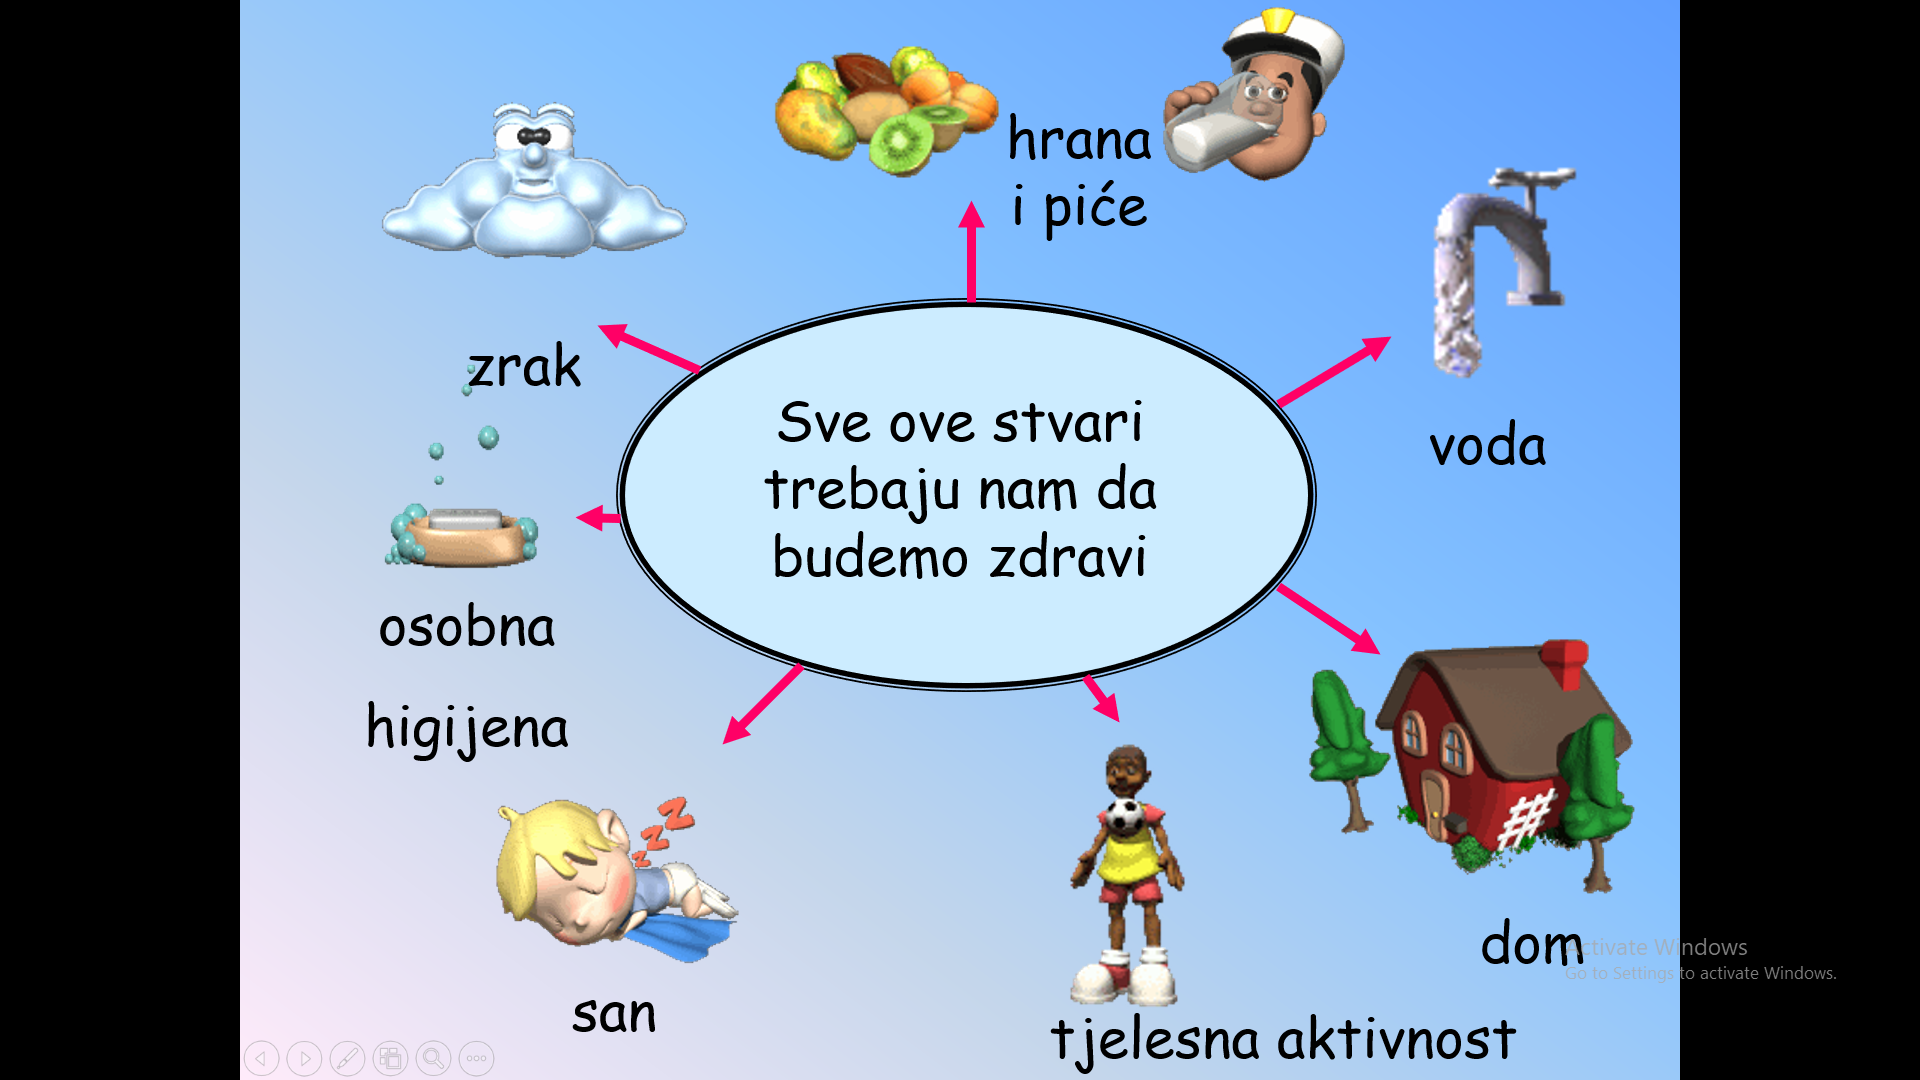 hrana
i piće
zrak
voda
Sve ove stvari
trebaju nam da
budemo zdravi
osobna
higijena
san
tjelesna aktivnost
dom
Activate Windows
Go to Settings to activate Windows.